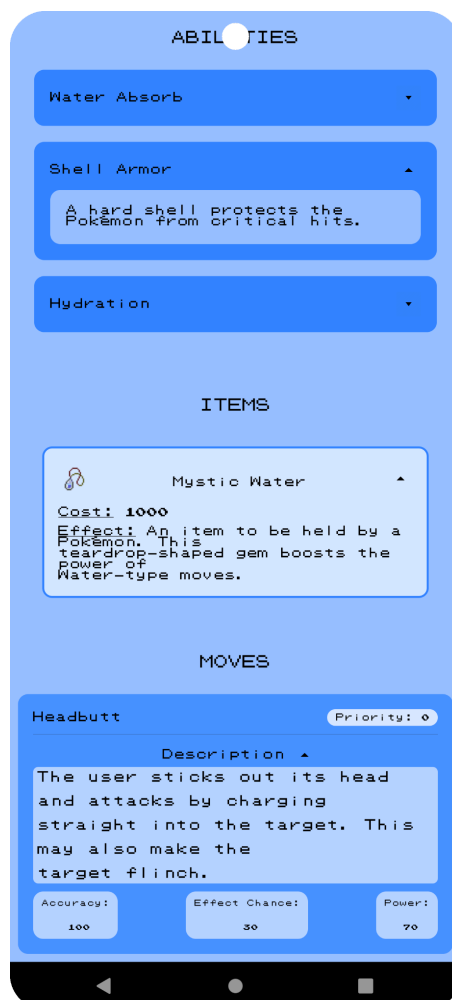 ABILITIES
Water Absorb
Shell Armor
A hard shell protects the
Pokémon from critical hits.
Hydration
ITEMS
Mystic Water
Cost: 1000
Effect: An item to be held by a
Pokémon. This
teardrop-shaped gem boosts the
power of
Water-type moves.
MOVES
Headbutt
Priority: 0
Description
The user sticks out its head
and attacks by charging
straight into the target. This
may also make the
target flinch.
Accuracy:
100
Effect Chance:
30
Power:
70